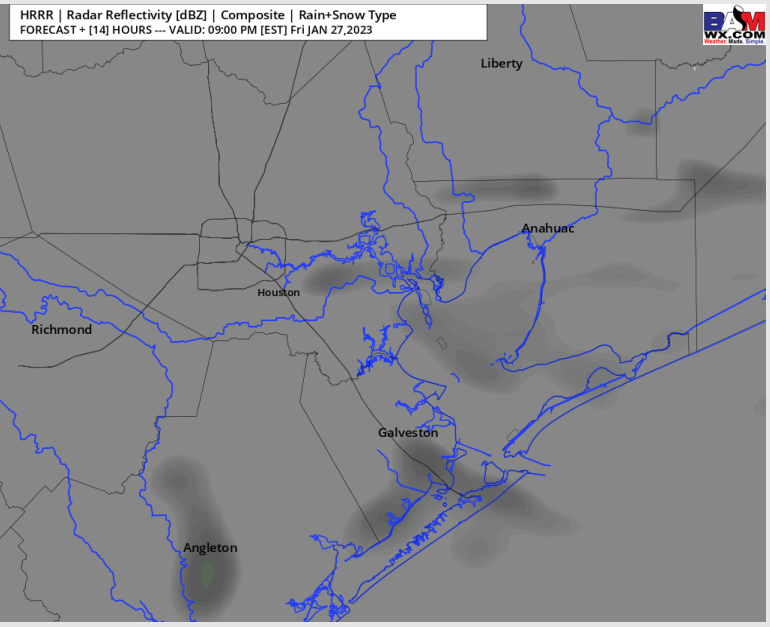 HRRR | Radar Reflectivity [dBZ] | Composite | Rain+Snow Type
FORECAST + [14] HOURS --- VALID: 09:00 PM [EST] Fri JAN 27,2023
BAM
WX.COM
Weather. Made. Simple.
Liberty
Anahuac
Houston
Richmond
Galveston
Angleton